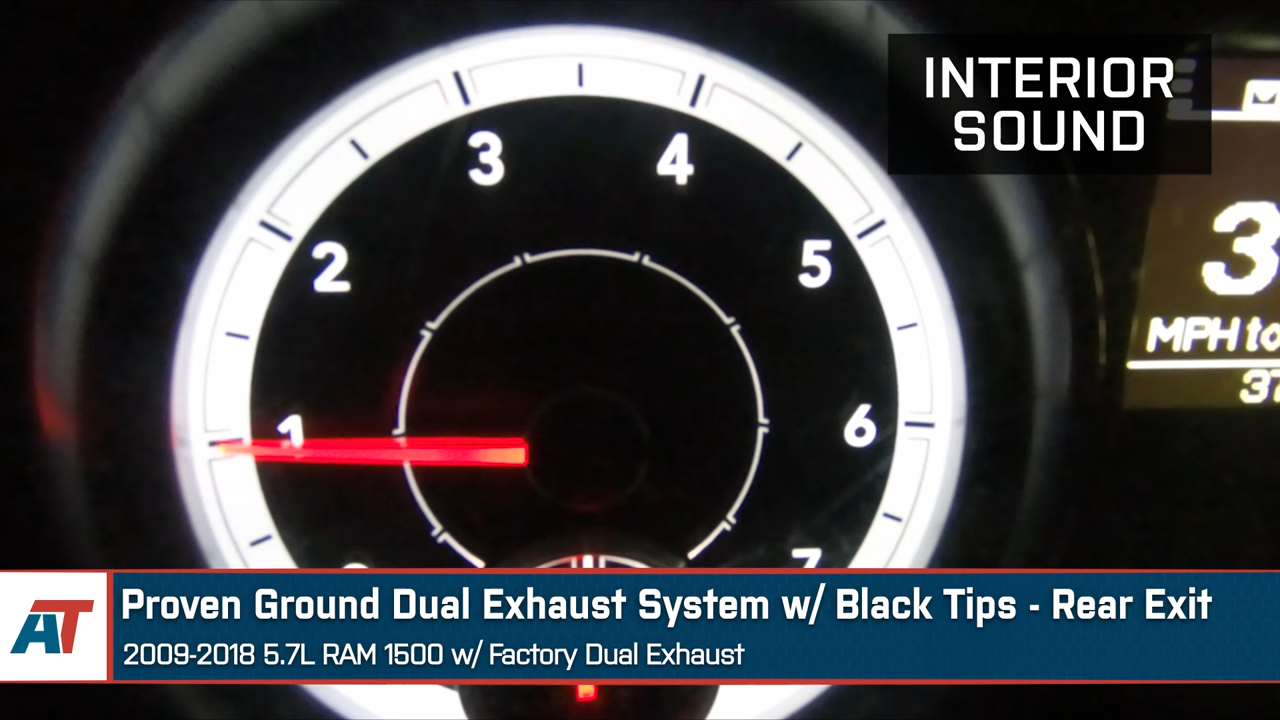 INTERIOR
SOUND
3
4
2
5
1
6
7
3
MPH to
37
AT
Proven Ground Dual Exhaust System w/ Black Tips - Rear Exit
2009-2018 5.7L RAM 1500 w/ Factory Dual Exhaust